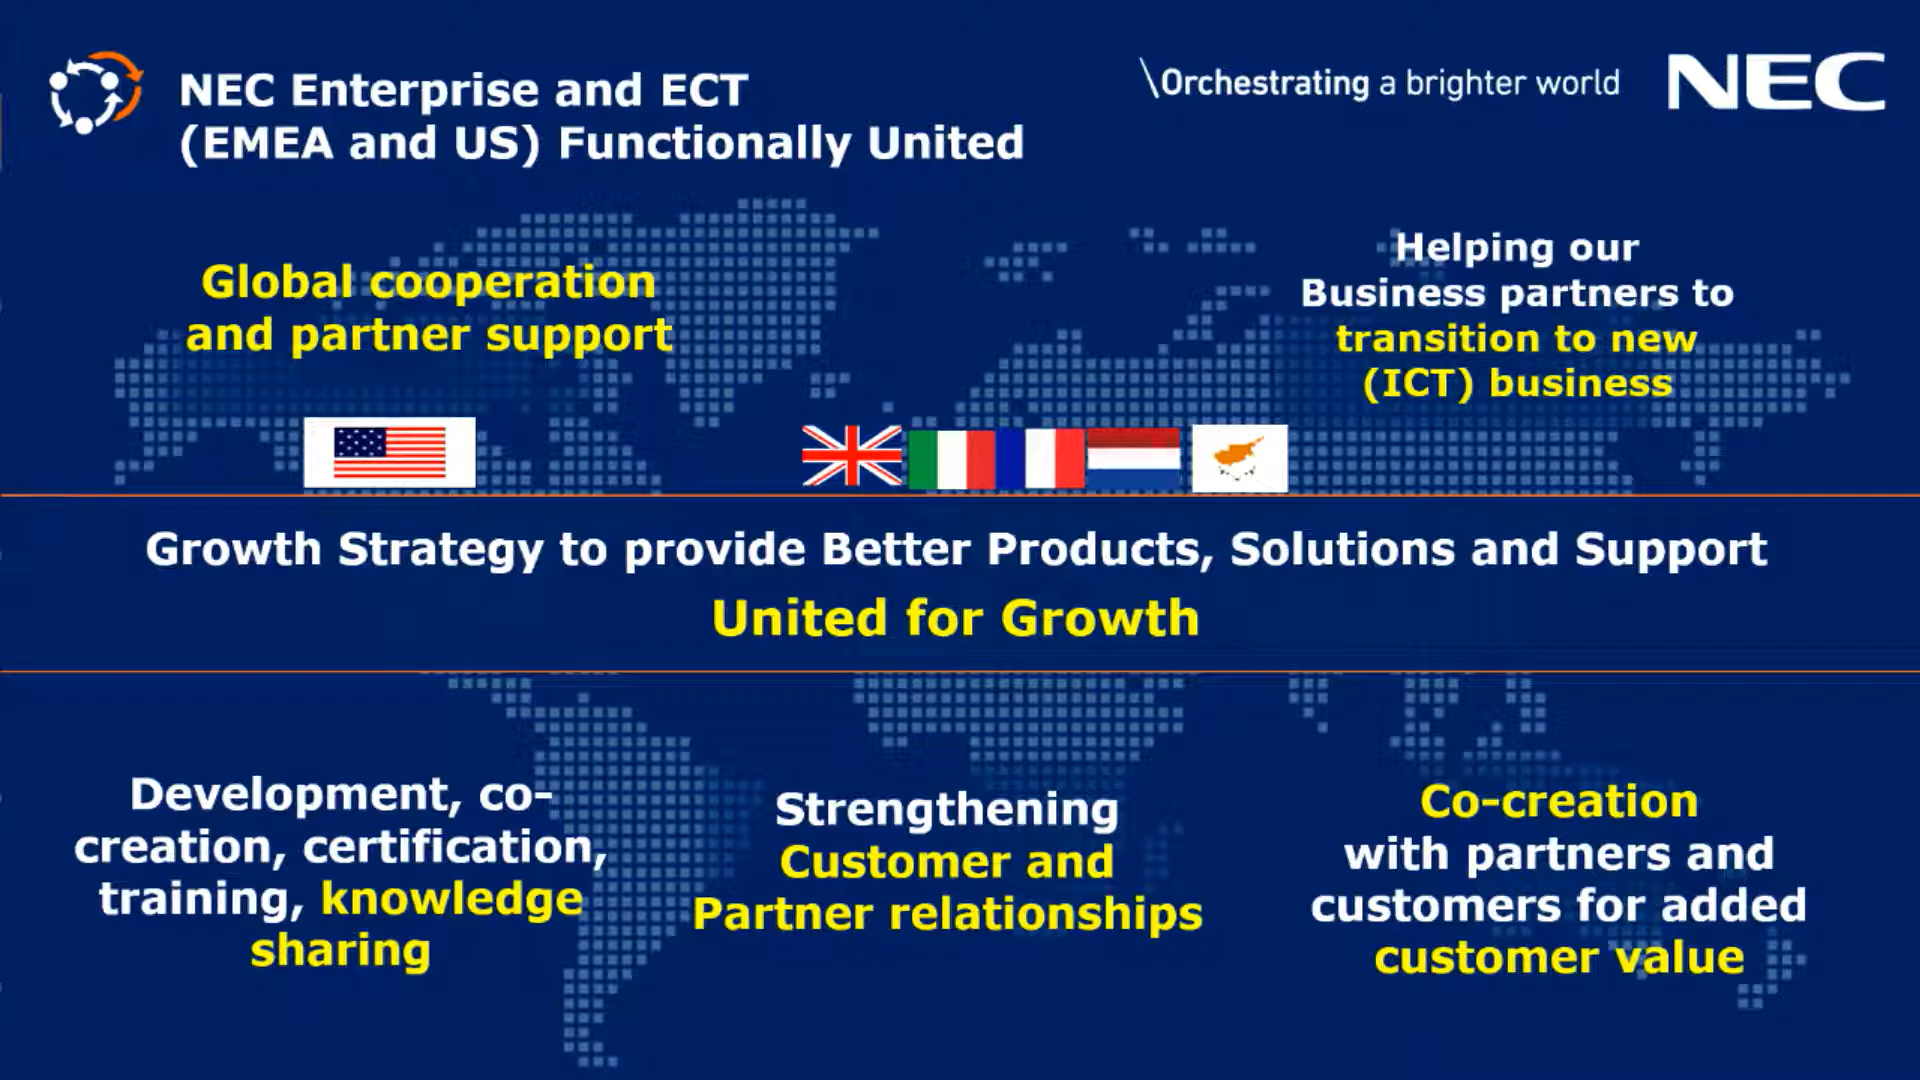 NEC Enterprise and ECT
(EMEA and US) Functionally United
\Orchestrating a brighter world
NEC
Global cooperation
and partner support
Helping our
Business partners to
transition to new
(ICT) business
Growth Strategy to provide Better Products, Solutions and Support
United for Growth
Development, co-
creation, certification,
training, knowledge
sharing
Strengthening
Customer and
Partner relationships
Co-creation
with partners and
customers for added
customer value